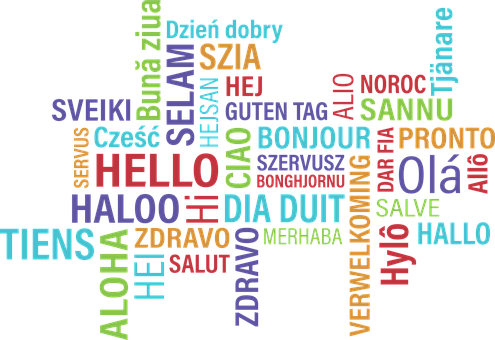 Bună ziua
Dzień dobry
Tjänare
SELAM
SZIA
HEJSAN
HEJ
ALIO
NOROC
SVEIKI
GUTEN TAG
SANNU
SERVUS
Cześć
CIAO
BONJOUR
DAR FIA
PRONTO
HELLO
SZERVUSZ
BONGHJORNU
VERWELKOMING
Olá
Allô
HALOO
Hi
DIA DUIT
SALVE
TIENS
ALOHA
ZDRAVO
HEI
SALUT
ZDRAVO
MERHABA
Hylô
HALLO